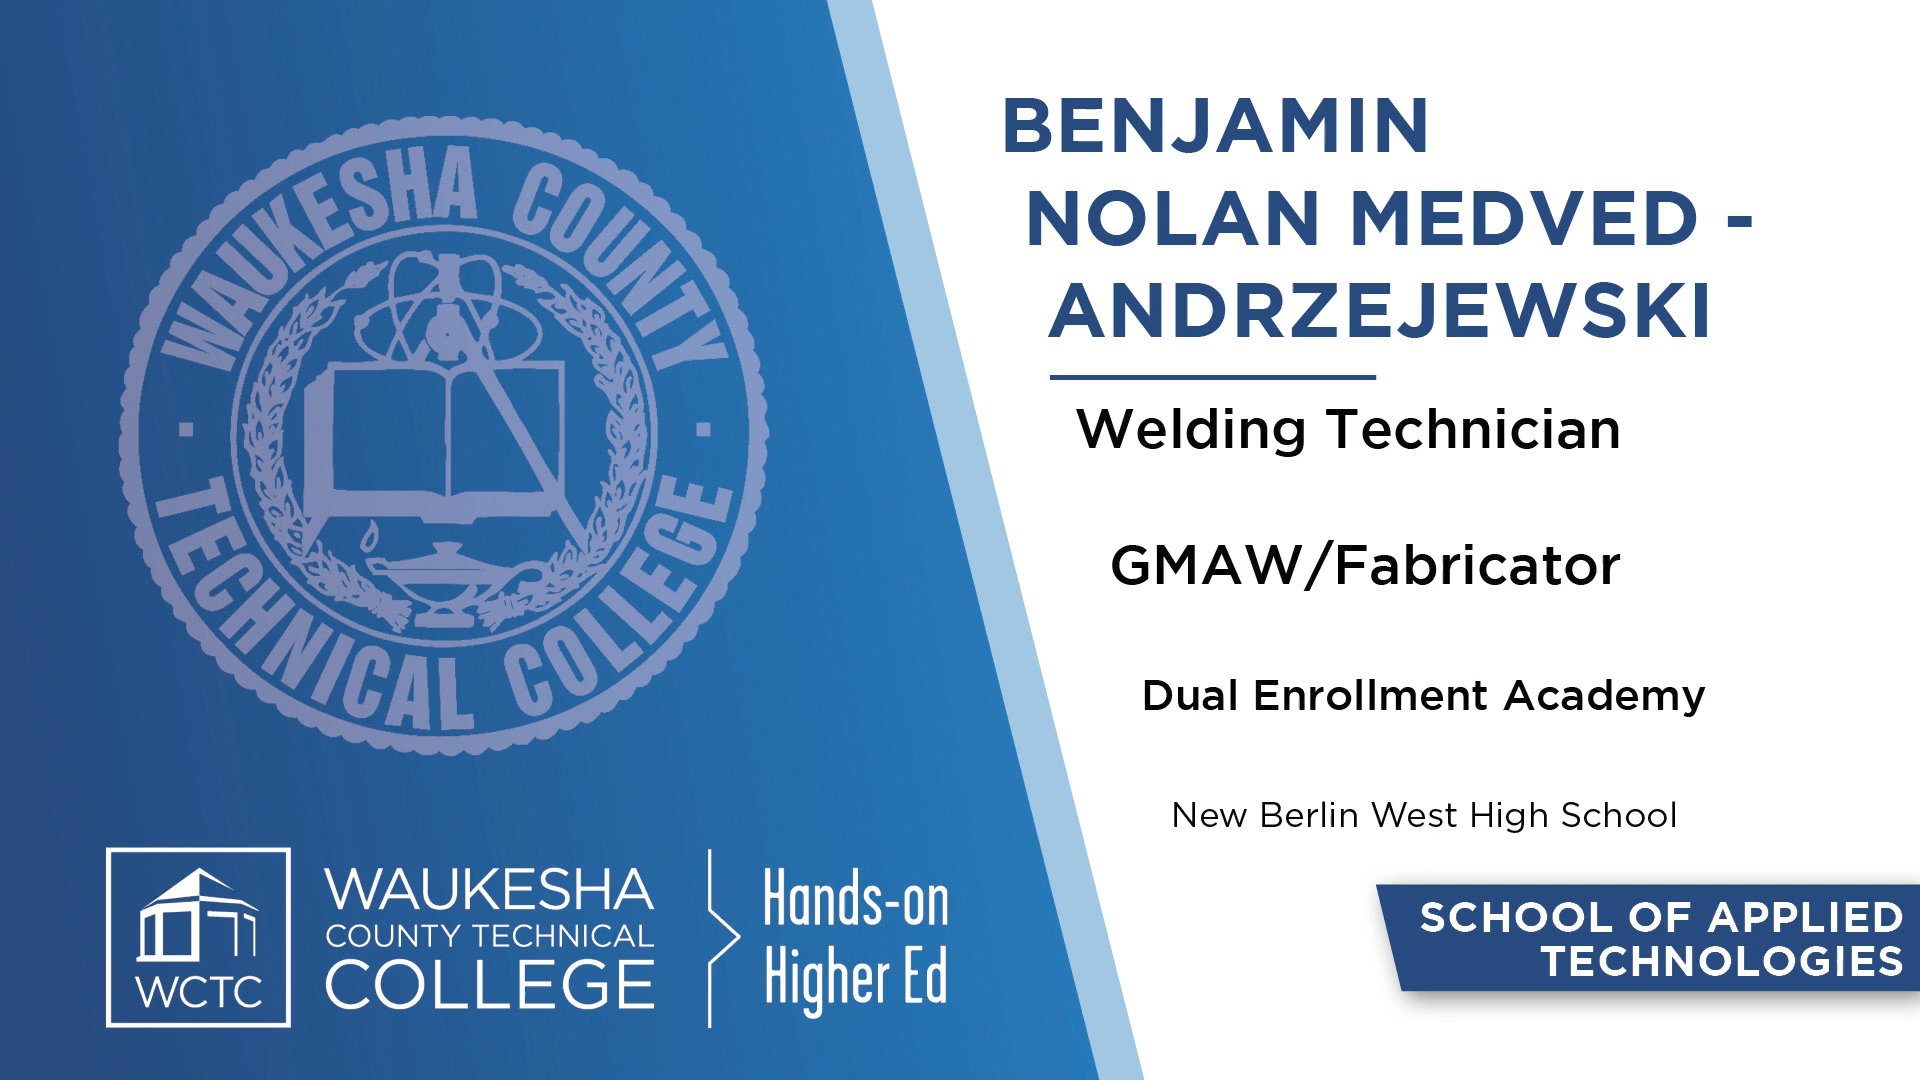 WAUKESHA COUNTY
TECHNICAL COLLEGE
WCTC
WAUKESHA
COUNTY TECHNICAL
COLLEGE
Hands-on
Higher Ed
BENJAMIN
NOLAN MEDVED -
ANDRZEJEWSKI
Welding Technician
GMAW/Fabricator
Dual Enrollment Academy
New Berlin West High School
SCHOOL OF APPLIED
TECHNOLOGIES